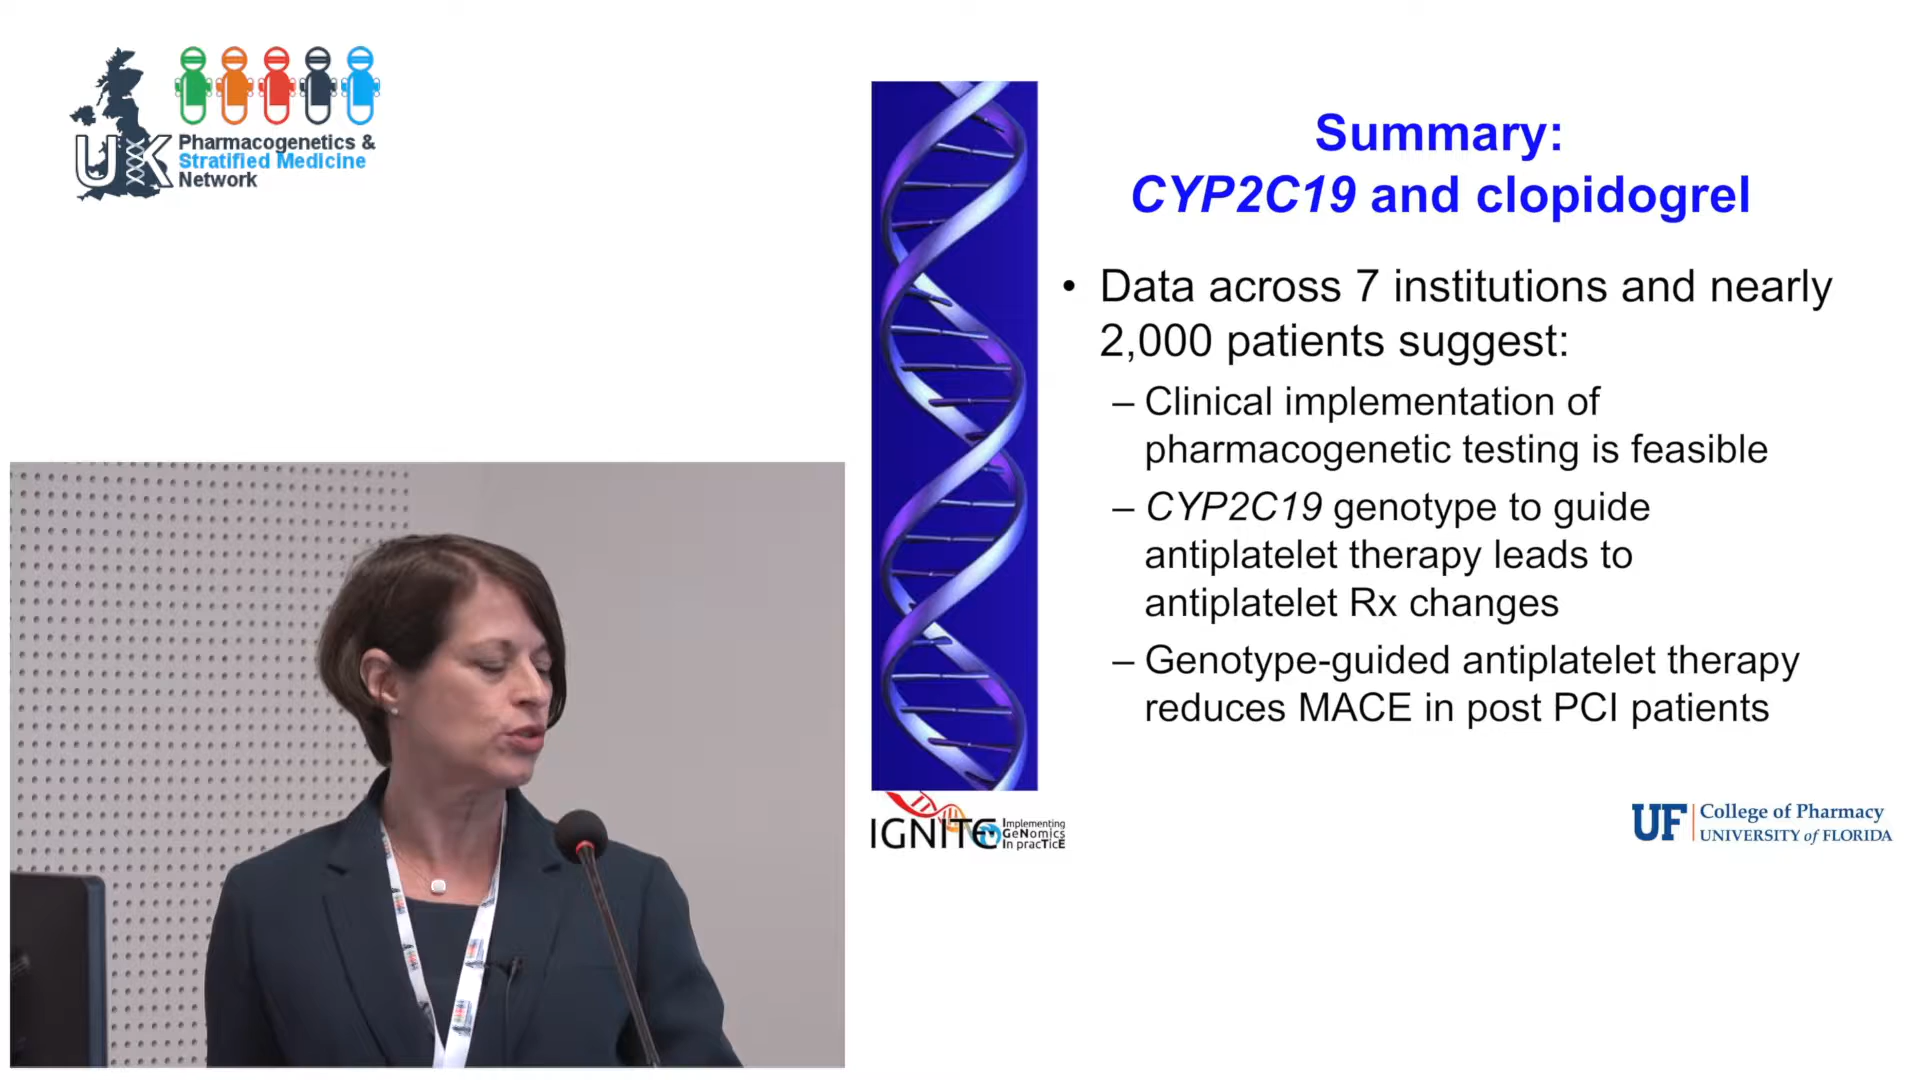 UK
Pharmacogenetics &
Stratified Medicine
Network
Summary:
CYP2C19 and clopidogrel
• Data across 7 institutions and nearly
2,000 patients suggest:
– Clinical implementation of
pharmacogenetic testing is feasible
– CYP2C19 genotype to guide
antiplatelet therapy leads to
antiplatelet Rx changes
– Genotype-guided antiplatelet therapy
reduces MACE in post PCI patients
IGNITE
Implementing
GeNomics
In pracTicE
UF
College of Pharmacy
UNIVERSITY of FLORIDA